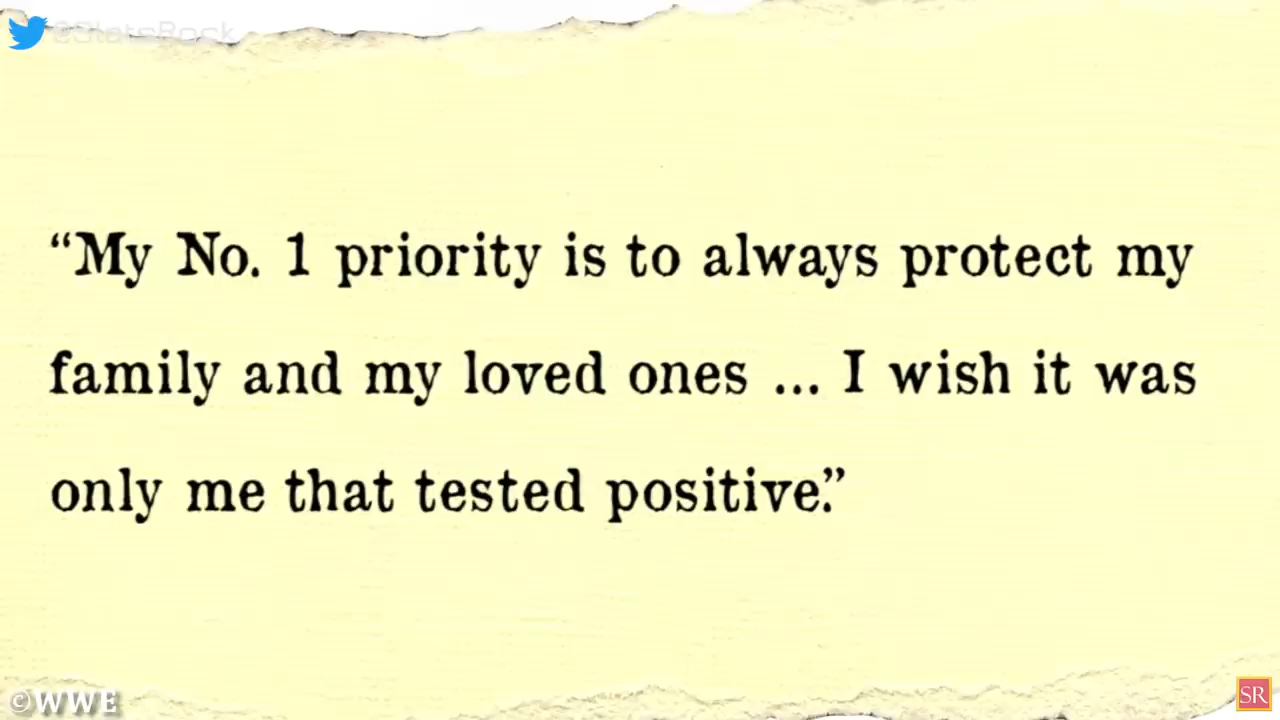 @SlatsRock
“My No. 1 priority is to always protect my
family and my loved ones ... I wish it was
only me that tested positive.”
©WWE
SR